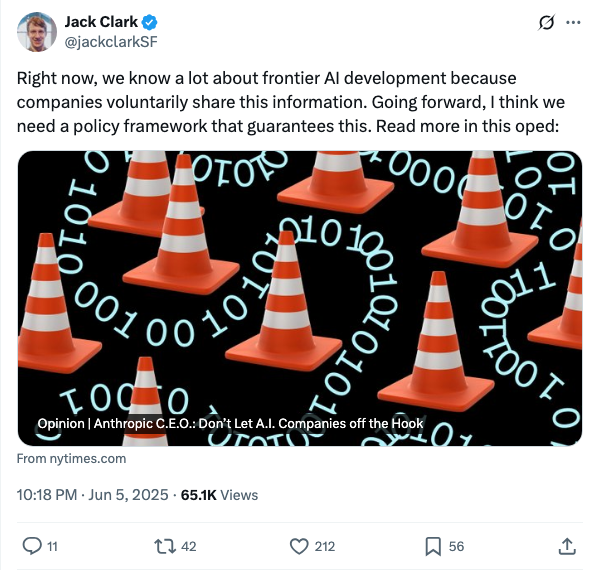 Jack Clark
@jackclarkSF
Right now, we know a lot about frontier AI development because
companies voluntarily share this information. Going forward, I think we
need a policy framework that guarantees this. Read more in this oped:
Opinion | Anthropic C.E.O.: Don't Let A.I. Companies off the Hook
From nytimes.com
10:18 PM · Jun 5, 2025 · 65.1K Views
11
42
212
56